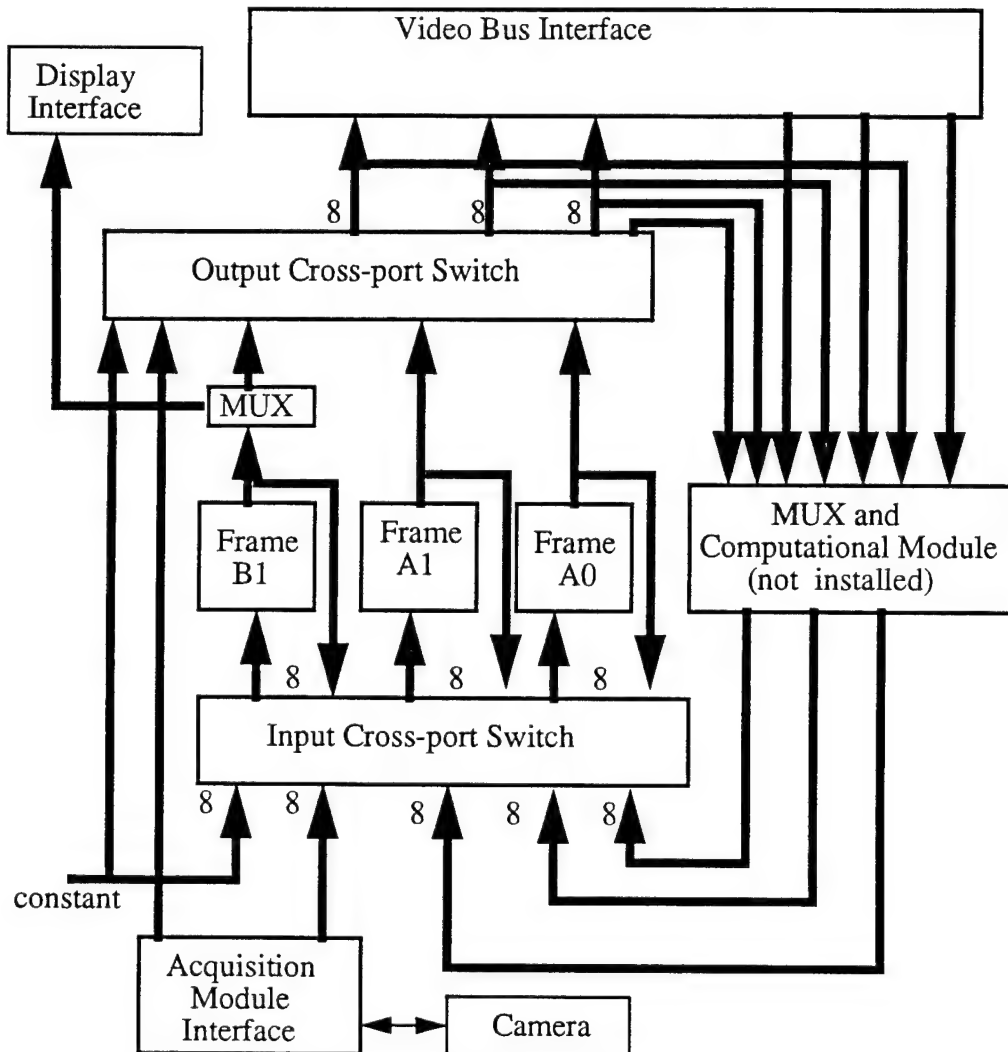 Video Bus Interface
Display
Interface
8
8
8
Output Cross-port Switch
MUX
Frame
B1
Frame
A1
Frame
A0
MUX and
Computational Module
(not installed)
8
8
8
Input Cross-port Switch
8
8
8
8
8
constant
Acquisition
Module
Interface
Camera